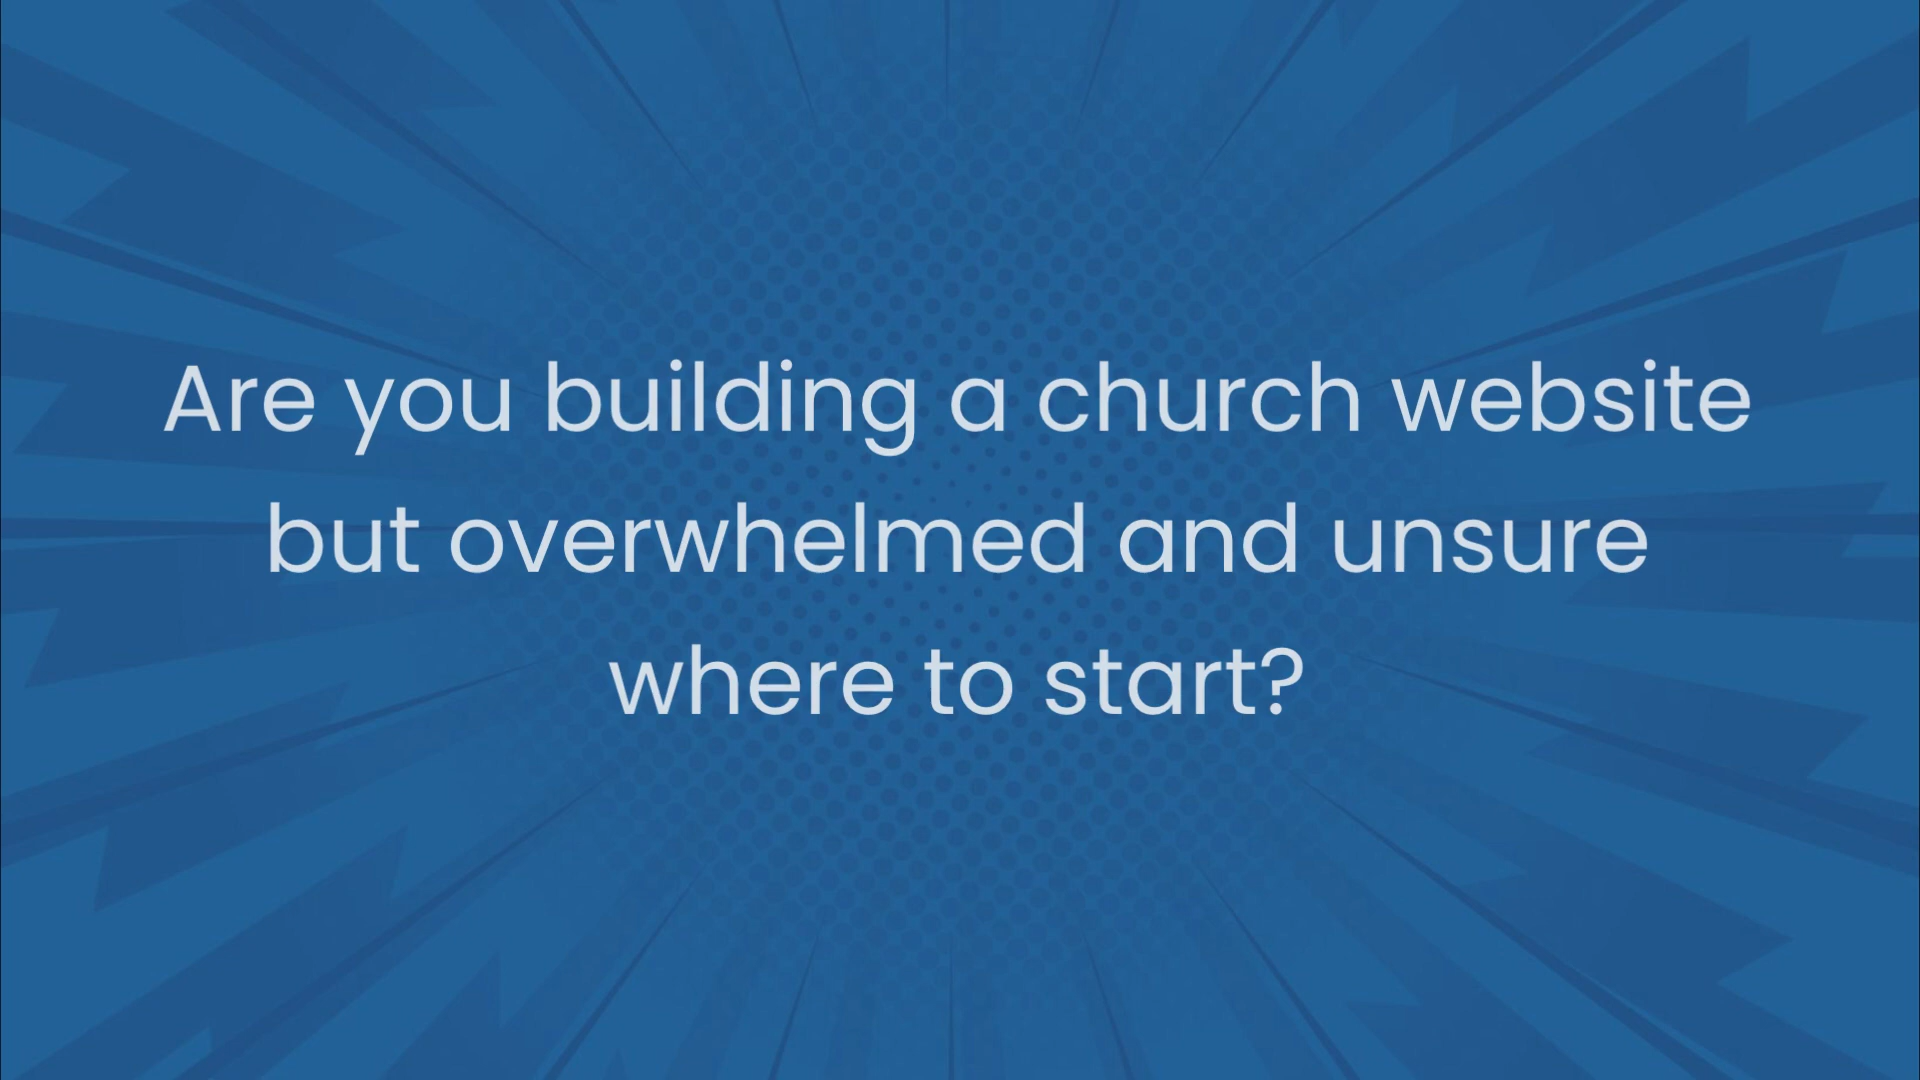 Are you building a church website
but overwhelmed and unsure
where to start?